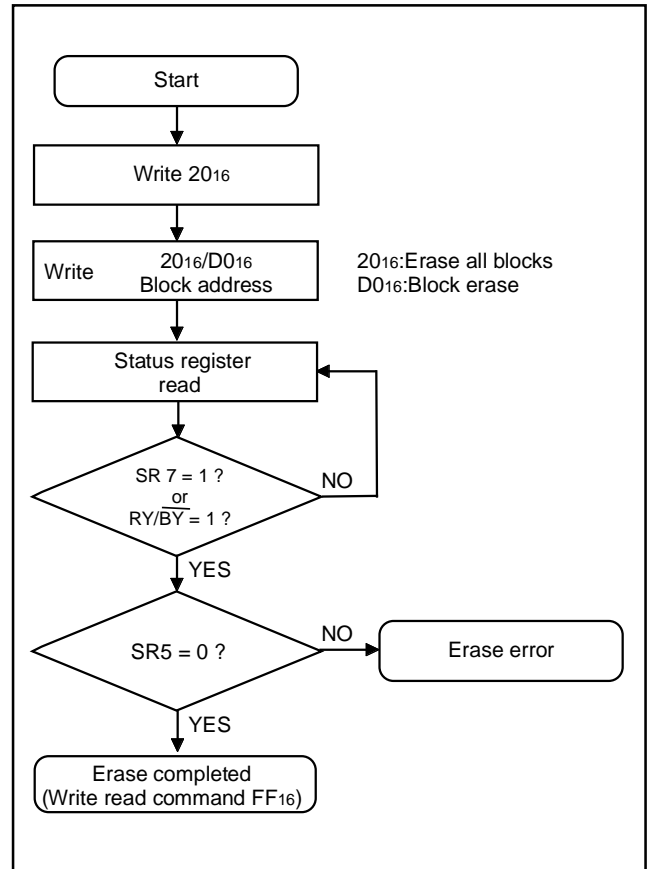 Start
Write 20₁₆
Write 20₁₆/D0₁₆
Block address
20₁₆:Erase all blocks
D0₁₆:Block erase
Status register
read
SR 7 = 1 ?
or
RY/B̅Y̅ = 1 ?
NO
YES
SR5 = 0 ?
NO
Erase error
YES
Erase completed
(Write read command FF₁₆)